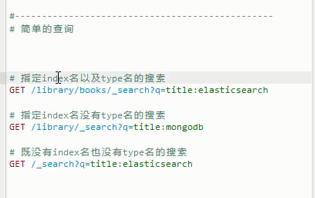 #------------------------------------------
# 简单的查询
# 指定index名以及type名的搜索
GET /library/books/_search?q=title:elasticsearch
# 指定index名没有type名的搜索
GET /library/_search?q=title:mongodb
# 既没有index名也没有type名的搜索
GET /_search?q=title:elasticsearch